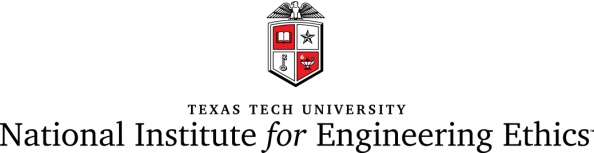 TEXAS TECH UNIVERSITY
National Institute for Engineering Ethics